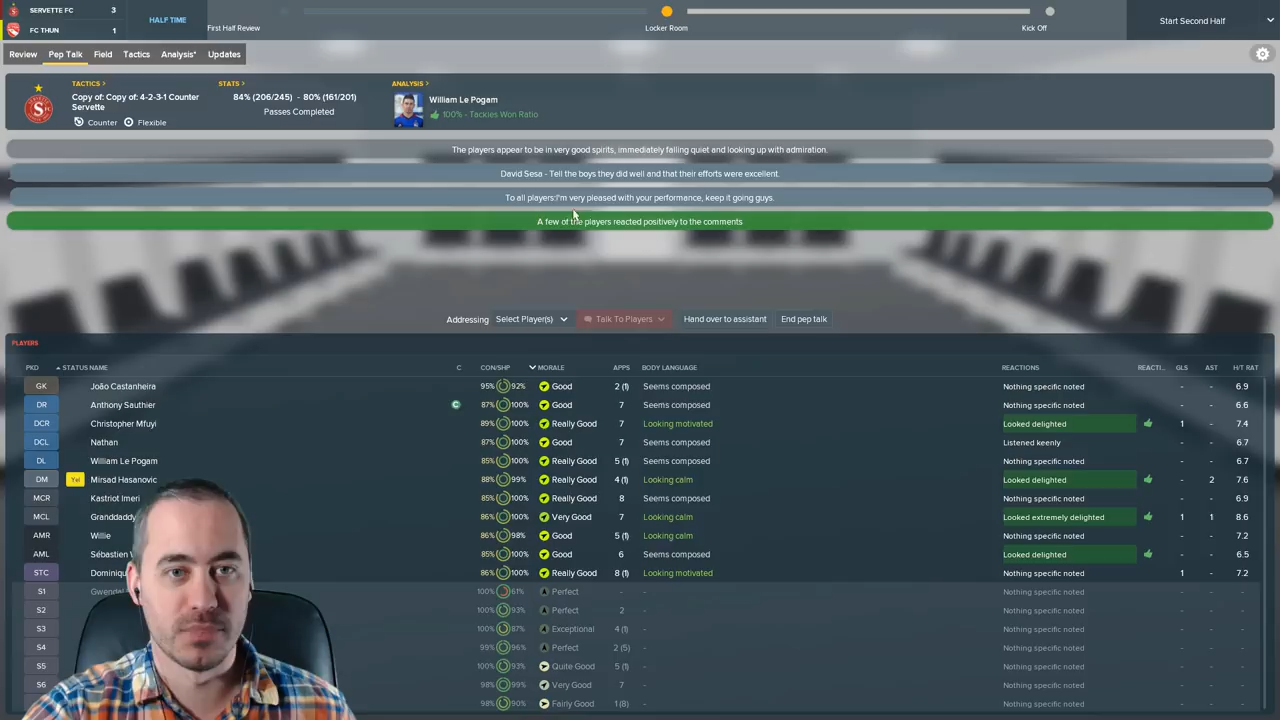 SERVETTE FC 3
FC THUN 1
HALF TIME
First Half Review
Locker Room
Kick Off
Start Second Half
Review Pep Talk Field Tactics Analysis* Updates
TACTICS >
Copy of: Copy of: 4-2-3-1 Counter
Servette
Counter Flexible
STATS >
84% (206/245) - 80% (161/201)
Passes Completed
ANALYSIS >
William Le Pogam
100% - Tackles Won Ratio
The players appear to be in very good spirits, immediately falling quiet and looking up with admiration.
David Sesa - Tell the boys they did well and that their efforts were excellent.
To all players:I'm very pleased with your performance, keep it going guys.
A few of the players reacted positively to the comments
Addressing Select Player(s) Talk To Players Hand over to assistant End pep talk
PLAYERS
PKD STATUS NAME C CON/SHP MORALE APPS BODY LANGUAGE REACTIONS REACTI... GLS AST H/T RAT
GK João Castanheira 95% 92% Good 2 (1) Seems composed Nothing specific noted - - 6.9
DR Anthony Sauthier C 87% 100% Good 7 Seems composed Nothing specific noted - - 6.6
DCR Christopher Mfuyi 89% 100% Really Good 7 Looking motivated Looked delighted 1 - 7.4
DCL Nathan 87% 100% Good 7 Seems composed Listened keenly - - 6.7
DL William Le Pogam 85% 100% Really Good 5 (1) Seems composed Nothing specific noted - - 6.7
DM Yel Mirsad Hasanovic 88% 99% Really Good 4 (1) Looking calm Looked delighted - 2 7.6
MCR Kastriot Imeri 85% 100% Really Good 8 Seems composed Nothing specific noted - - 6.9
MCL Granddaddy 86% 100% Very Good 7 Looking calm Looked extremely delighted 1 1 8.6
AMR Willie 86% 98% Good 5 (1) Looking calm Nothing specific noted - - 7.2
AML Sébastien 85% 100% Good 6 Seems composed Looked delighted - - 6.5
STC Dominiqu 86% 100% Really Good 8 (1) Looking motivated Nothing specific noted 1 - 7.2
S1 Gwendal 100% 61% Perfect - - Nothing specific noted - - -
S2 100% 93% Perfect 2 - Nothing specific noted - - -
S3 100% 87% Exceptional 4 (1) - Nothing specific noted - - -
S4 99% 96% Perfect 2 (5) - Nothing specific noted - - -
S5 100% 93% Quite Good 5 (1) - Nothing specific noted - - -
S6 98% 99% Very Good 7 - Nothing specific noted - - -
98% 90% Fairly Good 1 (8) - Nothing specific noted - - -